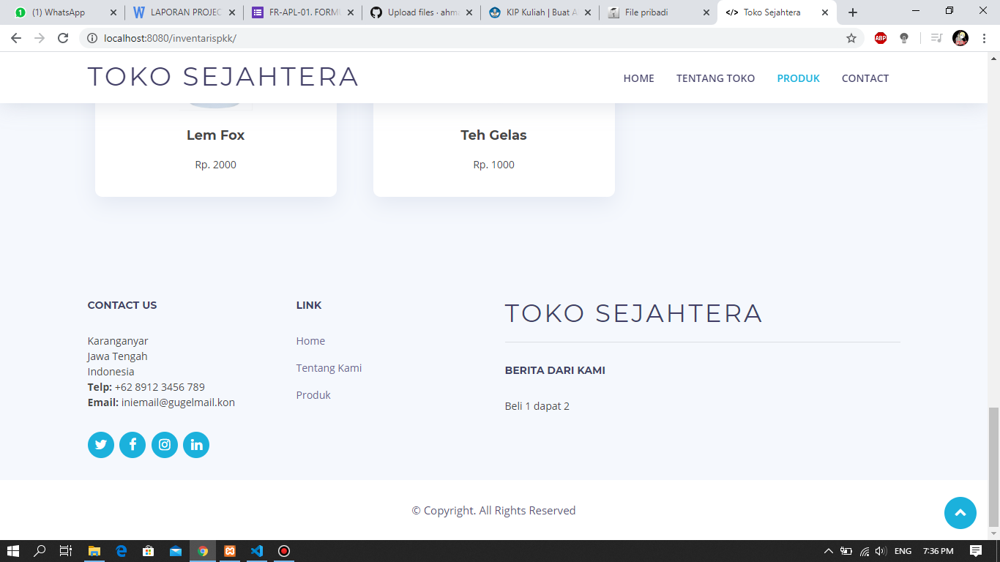 (1) WhatsApp
LAPORAN PROJEC
FR-APL-01. FORMU
Upload files · ahma
KIP Kuliah | Buat A
File pribadi
Toko Sejahtera
localhost:8080/inventarispkk/
ABP
TOKO SEJAHTERA
HOME
TENTANG TOKO
PRODUK
CONTACT
Lem Fox
Rp. 2000
Teh Gelas
Rp. 1000
CONTACT US
Karanganyar
Jawa Tengah
Indonesia
Telp: +62 8912 3456 789
Email: iniemail@gugelmail.kon
LINK
Home
Tentang Kami
Produk
TOKO SEJAHTERA
BERITA DARI KAMI
Beli 1 dapat 2
© Copyright. All Rights Reserved
ENG
7:36 PM